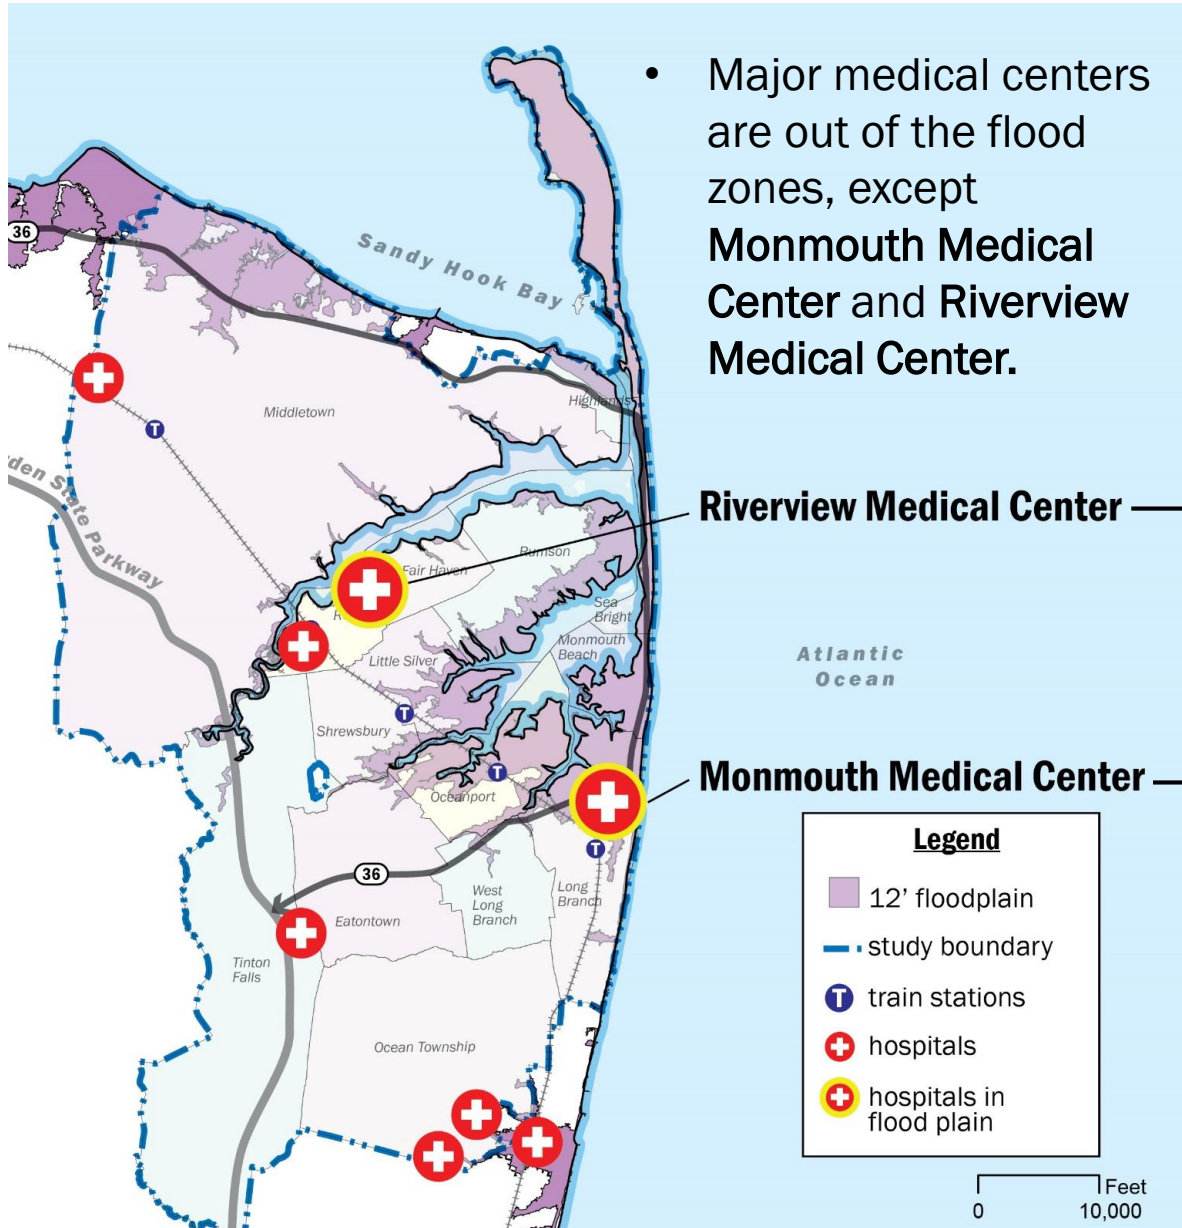 • Major medical centers
are out of the flood
zones, except
Monmouth Medical
Center and Riverview
Medical Center.
36
Sandy Hook Bay
Middletown
Highlands
T
den State Parkway
Riverview Medical Center
Rumson
Fair Haven
R
Sea
Bright
Monmouth
Beach
Little Silver
Atlantic
Ocean
T
Shrewsbury
T
Oceanport
Monmouth Medical Center
T
36
West
Long
Branch
Long
Branch
Eatontown
Tinton
Falls
Ocean Township
Legend
12' floodplain
study boundary
T train stations
hospitals
hospitals in
flood plain
Feet
0 10,000